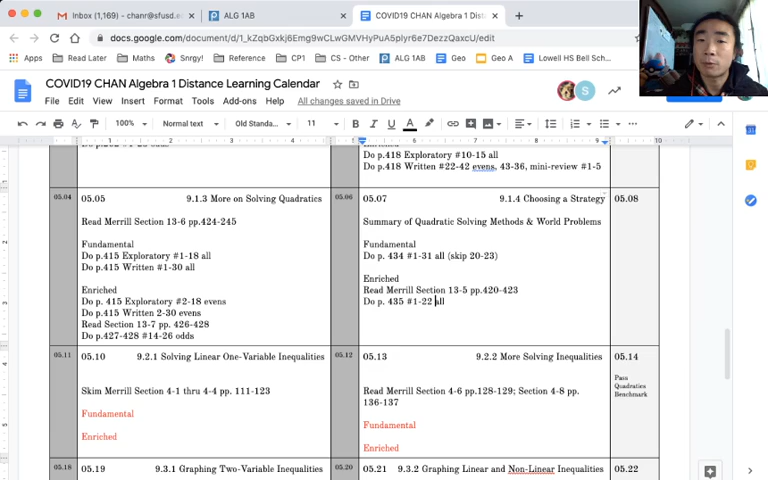 Inbox (1,169) - chanr@sfusd.e
ALG 1AB
COVID19 CHAN Algebra 1 Dist
docs.google.com/document/d/1_kZqbGxkj6Emg9wCLwGMVHyPuA5plyr6e7DezzQaxcU/edit
Apps
Read Later
Maths
Snrgy!
Reference
CP1
CS - Other
ALG 1AB
Geo
Geo A
Lowell HS Bell Sch
COVID19 CHAN Algebra 1 Distance Learning Calendar
File Edit View Insert Format Tools Add-ons Help All changes saved in Drive
S
100% Normal text Old Standa... 11 B I U A
1 2 3 4 5 6 7 8 9 10
Do p.418 Exploratory #10-15 all
Do p.418 Written #22-42 evens, 43-36, mini-review #1-5
05.04
05.05 9.1.3 More on Solving Quadratics
Read Merrill Section 13-6 pp.424-245
Fundamental
Do p.415 Exploratory #1-18 all
Do p.415 Written #1-30 all
Enriched
Do p. 415 Exploratory #2-18 evens
Do p.415 Written 2-30 evens
Read Section 13-7 pp. 426-428
Do p.427-428 #14-26 odds
05.06
05.07 9.1.4 Choosing a Strategy
Summary of Quadratic Solving Methods & World Problems
Fundamental
Do p. 434 #1-31 all (skip 20-23)
Enriched
Read Merrill Section 13-5 pp.420-423
Do p. 435 #1-22 all
05.08
05.11
05.10 9.2.1 Solving Linear One-Variable Inequalities
Skim Merrill Section 4-1 thru 4-4 pp. 111-123
Fundamental
Enriched
05.12
05.13 9.2.2 More Solving Inequalities
Read Merrill Section 4-6 pp.128-129; Section 4-8 pp.
136-137
Fundamental
Enriched
05.14
Pass
Quadratics
Benchmark
05.18
05.19 9.3.1 Graphing Two-Variable Inequalities
05.20
05.21 9.3.2 Graphing Linear and Non-Linear Inequalities
05.22